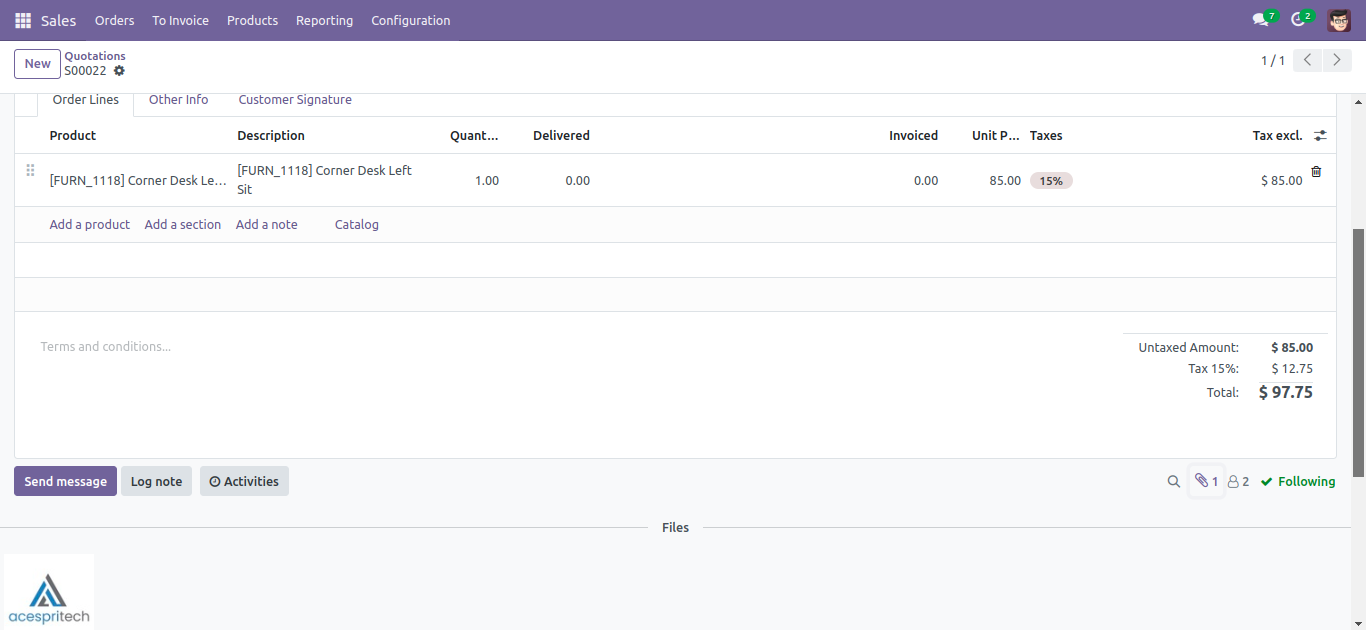 Sales Orders To Invoice Products Reporting Configuration 7 2
New Quotations
S00022 1 / 1
Order Lines Other Info Customer Signature
Product Description Quant... Delivered Invoiced Unit P... Taxes Tax excl.
[FURN_1118] Corner Desk Le... [FURN_1118] Corner Desk Left Sit 1.00 0.00 0.00 85.00 15% $ 85.00
Add a product Add a section Add a note Catalog
Terms and conditions...
Untaxed Amount: $ 85.00
Tax 15%: $ 12.75
Total: $ 97.75
Send message Log note Activities 1 2 Following
Files
acespritech